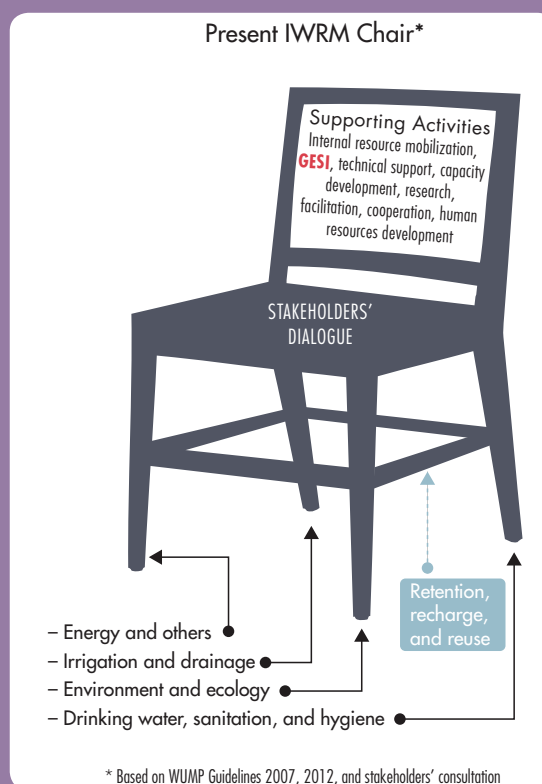 Present IWRM Chair*
Supporting Activities
Internal resource mobilization,
GESI, technical support, capacity
development, research,
facilitation, cooperation, human
resources development
STAKEHOLDERS'
DIALOGUE
Retention,
recharge,
and reuse
– Energy and others
– Irrigation and drainage
– Environment and ecology
– Drinking water, sanitation, and hygiene
* Based on WUMP Guidelines 2007, 2012, and stakeholders' consultation